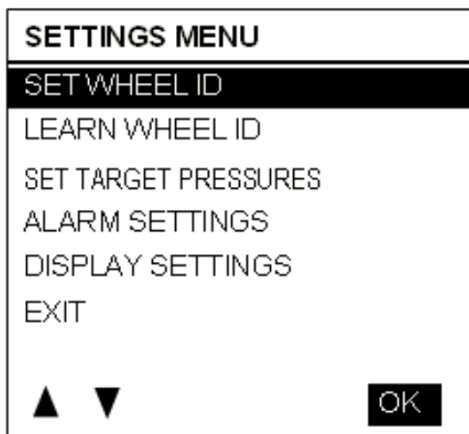 SETTINGS MENU
SET WHEEL ID
LEARN WHEEL ID
SET TARGET PRESSURES
ALARM SETTINGS
DISPLAY SETTINGS
EXIT
▲ ▼ OK